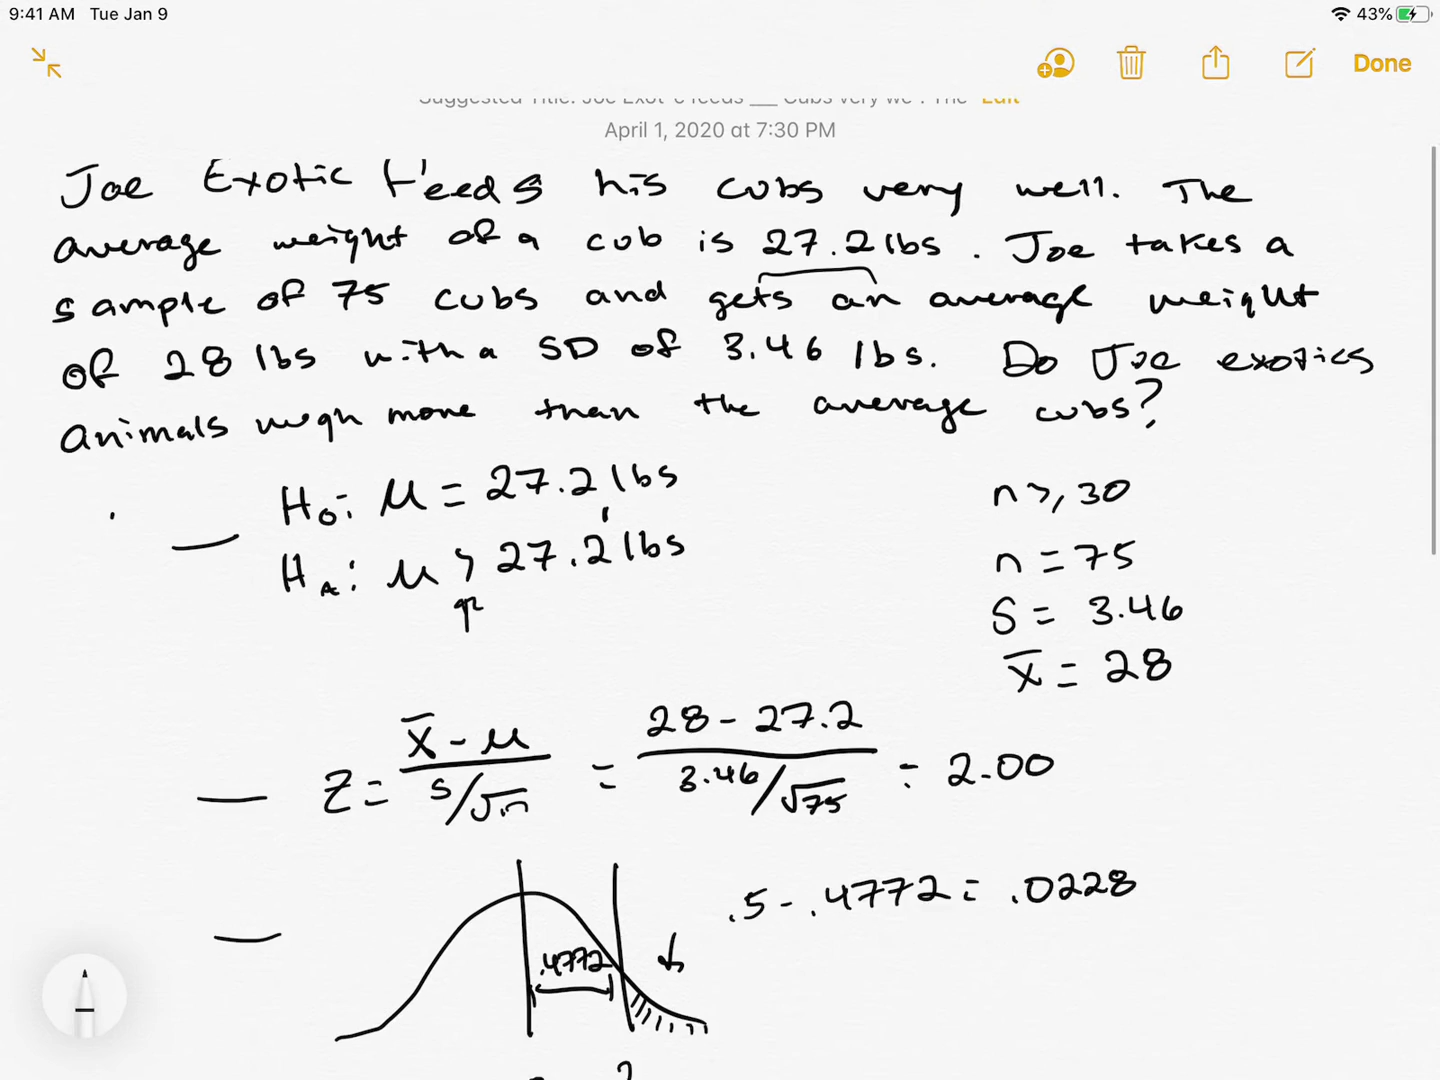 9:41 AM Tue Jan 9
43%
Done
April 1, 2020 at 7:30 PM
Joe Exotic feeds his cubs very well. The
average weight of a cub is 27.2 lbs. Joe takes a
sample of 75 cubs and gets an average weight
of 28 lbs with a SD of 3.46 lbs. Do Joe exotics
animals wegh more than the average cubs?
H₀: μ = 27.2 lbs
Hₐ: μ > 27.2 lbs
n ≥ 30
n = 75
S = 3.46
x̄ = 28
Z = (x̄ - μ)/(s/√n) = (28 - 27.2)/(3.46/√75) = 2.00
.5 - .4772 = .0228
.4772